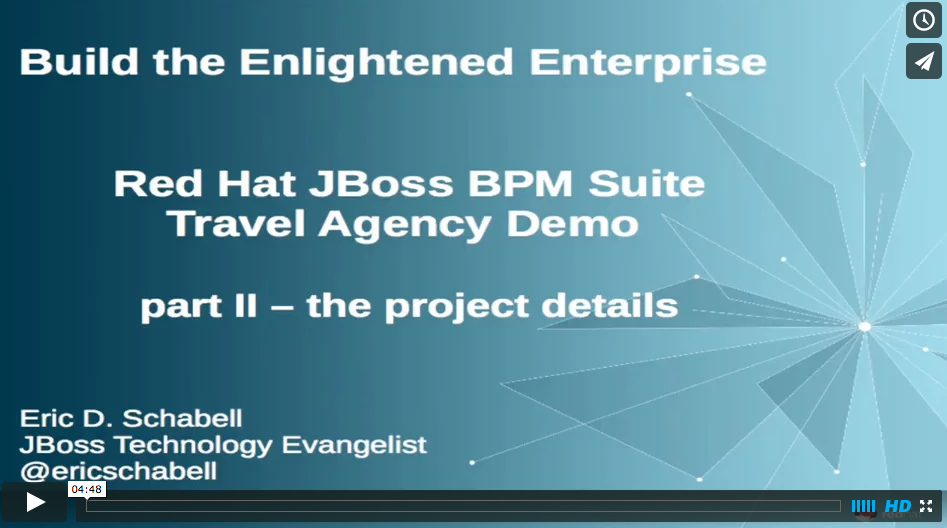 Build the Enlightened Enterprise
Red Hat JBoss BPM Suite
Travel Agency Demo
part II – the project details
Eric D. Schabell
JBoss Technology Evangelist
@ericschabell
04:48
HD